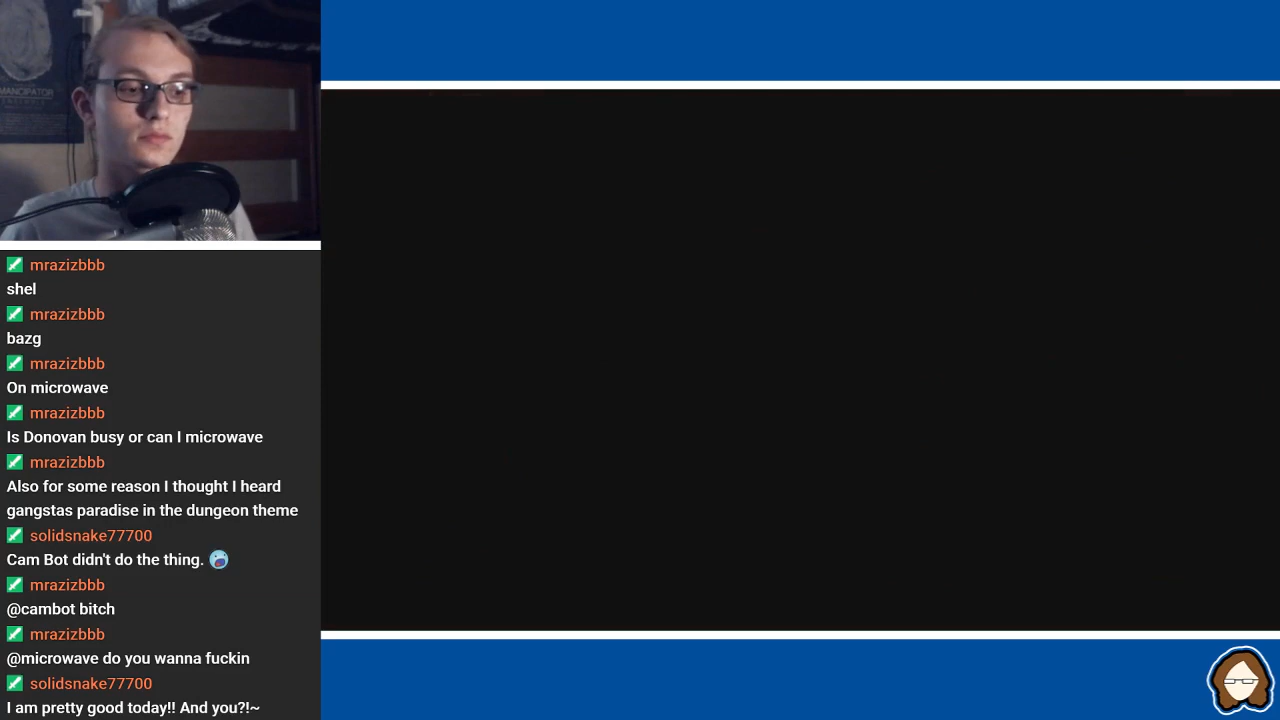 MANCIPATOR
ENSEMBLE
mrazizbbb
shel
mrazizbbb
bazg
mrazizbbb
On microwave
mrazizbbb
Is Donovan busy or can I microwave
mrazizbbb
Also for some reason I thought I heard
gangstas paradise in the dungeon theme
solidsnake77700
Cam Bot didn't do the thing.
mrazizbbb
@cambot bitch
mrazizbbb
@microwave do you wanna fuckin
solidsnake77700
I am pretty good today!! And you?!~